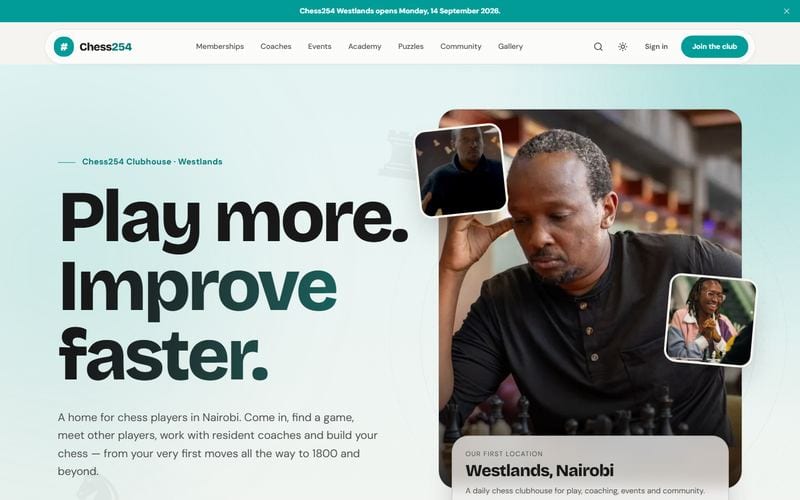 Chess254 Westlands opens Monday, 14 September 2026.
# Chess254
Memberships Coaches Events Academy Puzzles Community Gallery
Sign in Join the club
Chess254 Clubhouse · Westlands
Play more.
Improve
faster.
A home for chess players in Nairobi. Come in, find a game,
meet other players, work with resident coaches and build your
chess — from your very first moves all the way to 1800 and
beyond.
OUR FIRST LOCATION
Westlands, Nairobi
A daily chess clubhouse for play, coaching, events and community.